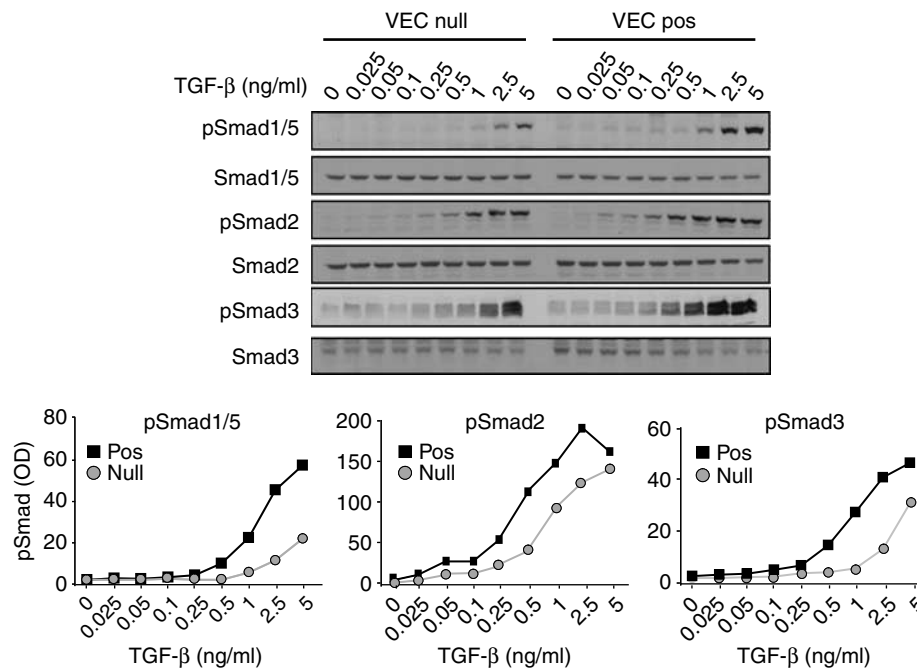 VEC null VEC pos
TGF-β (ng/ml) 0 0.025 0.05 0.1 0.25 0.5 1 2.5 5 0 0.025 0.05 0.1 0.25 0.5 1 2.5 5
pSmad1/5
Smad1/5
pSmad2
Smad2
pSmad3
Smad3
pSmad1/5
80
60
40
20
0
pSmad (OD)
Pos
Null
0 0.025 0.05 0.1 0.25 0.5 1 2.5 5
TGF-β (ng/ml)
pSmad2
200
150
100
50
0
Pos
Null
0 0.025 0.05 0.1 0.25 0.5 1 2.5 5
TGF-β (ng/ml)
pSmad3
60
40
20
0
Pos
Null
0 0.025 0.05 0.1 0.25 0.5 1 2.5 5
TGF-β (ng/ml)